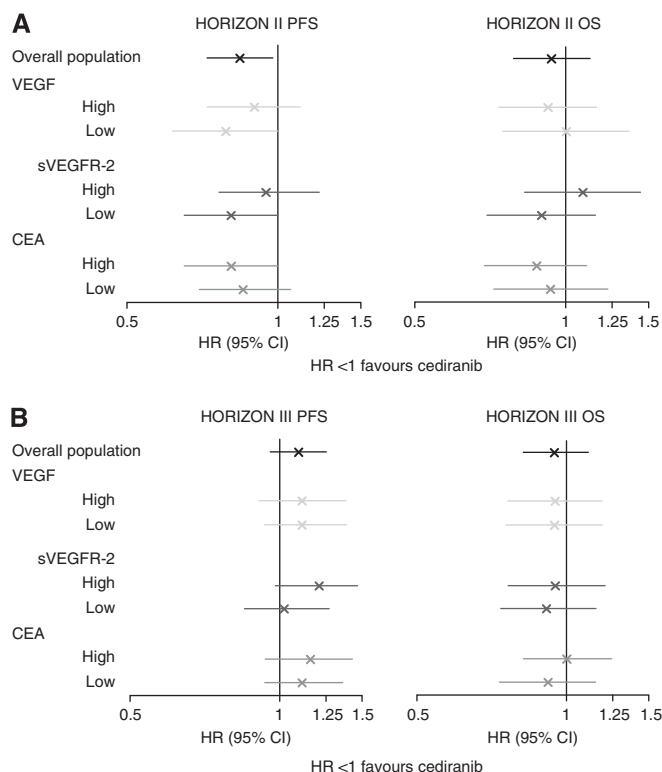 A
HORIZON II PFS HORIZON II OS
Overall population
VEGF
High
Low
sVEGFR-2
High
Low
CEA
High
Low
0.5 1 1.25 1.5 0.5 1 1.25 1.5
HR (95% CI) HR (95% CI)
HR <1 favours cediranib
B
HORIZON III PFS HORIZON III OS
Overall population
VEGF
High
Low
sVEGFR-2
High
Low
CEA
High
Low
0.5 1 1.25 1.5 0.5 1 1.25 1.5
HR (95% CI) HR (95% CI)
HR <1 favours cediranib